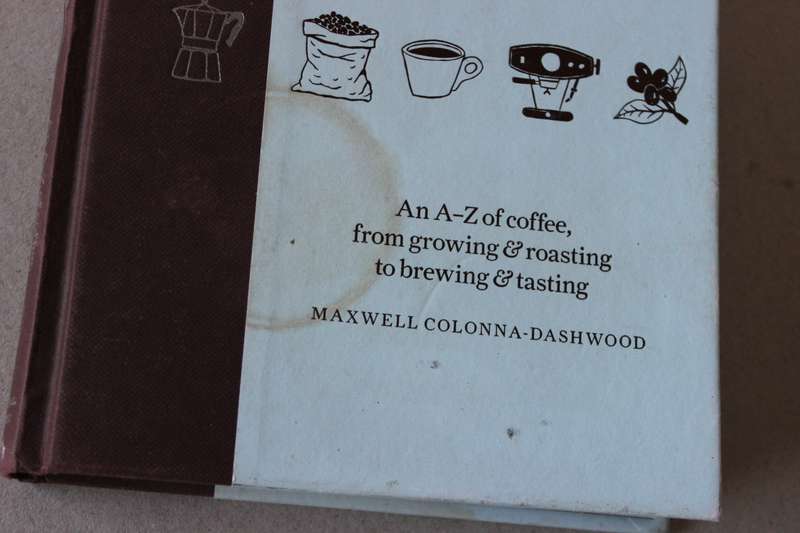 An A–Z of coffee,
from growing & roasting
to brewing & tasting
MAXWELL COLONNA-DASHWOOD